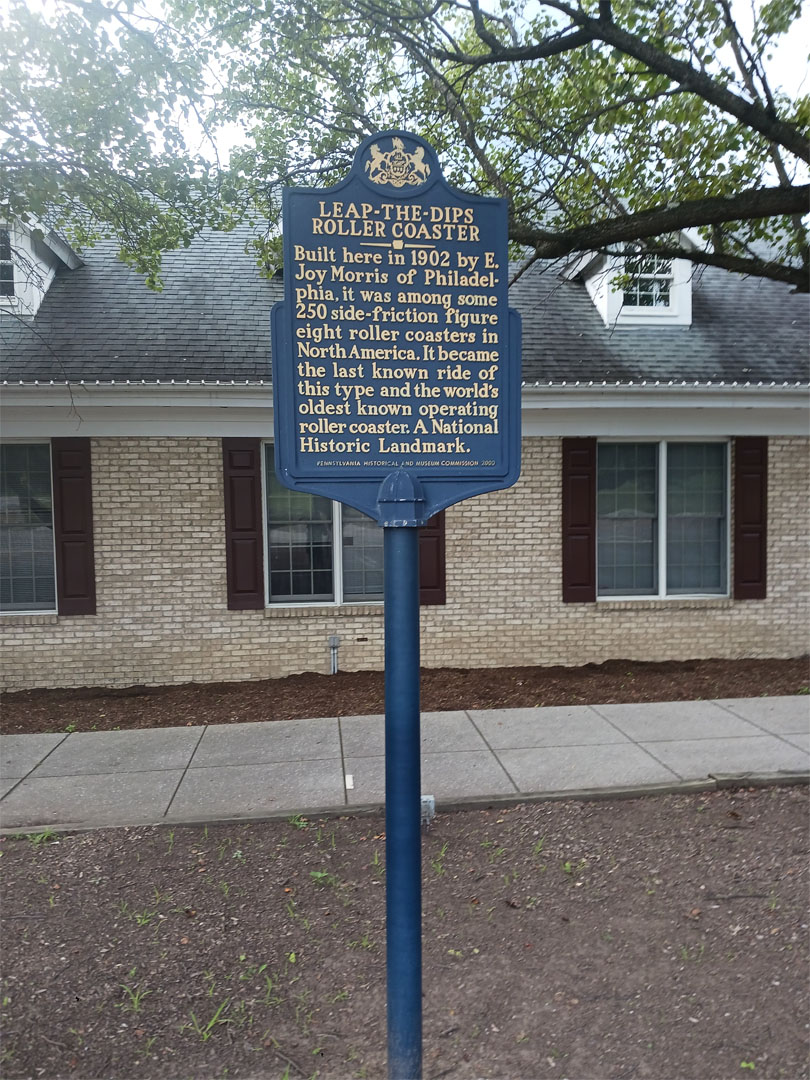 LEAP-THE-DIPS
ROLLER COASTER
Built here in 1902 by E.
Joy Morris of Philadel-
phia, it was among some
250 side-friction figure
eight roller coasters in
North America. It became
the last known ride of
this type and the world's
oldest known operating
roller coaster. A National
Historic Landmark.
PENNSYLVANIA HISTORICAL AND MUSEUM COMMISSION